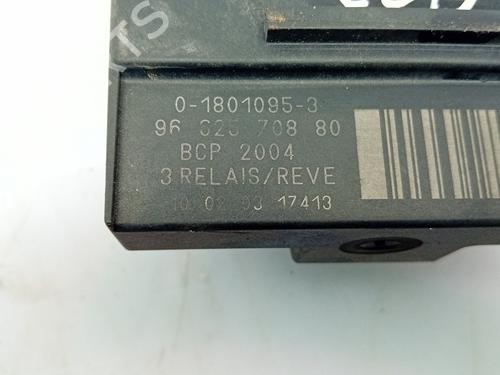 0-1801095-3
96 625 708 80
BCP 2004
3 RELAIS/REVE
17413